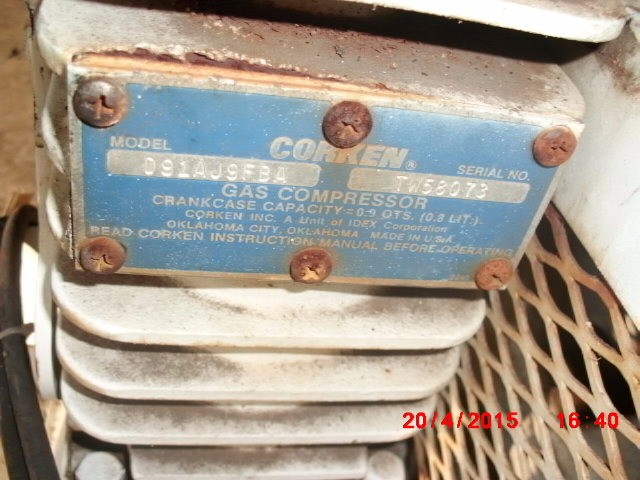 CORKEN®
MODEL SERIAL NO.
D91AJ9FBA TW58073
GAS COMPRESSOR
CRANKCASE CAPACITY=0.9 QTS. (0.8 LIT.)
CORKEN INC. A Unit of IDEX Corporation
OKLAHOMA CITY, OKLAHOMA MADE IN U.S.A.
READ CORKEN INSTRUCTION MANUAL BEFORE OPERATING
20/4/2015 16:40